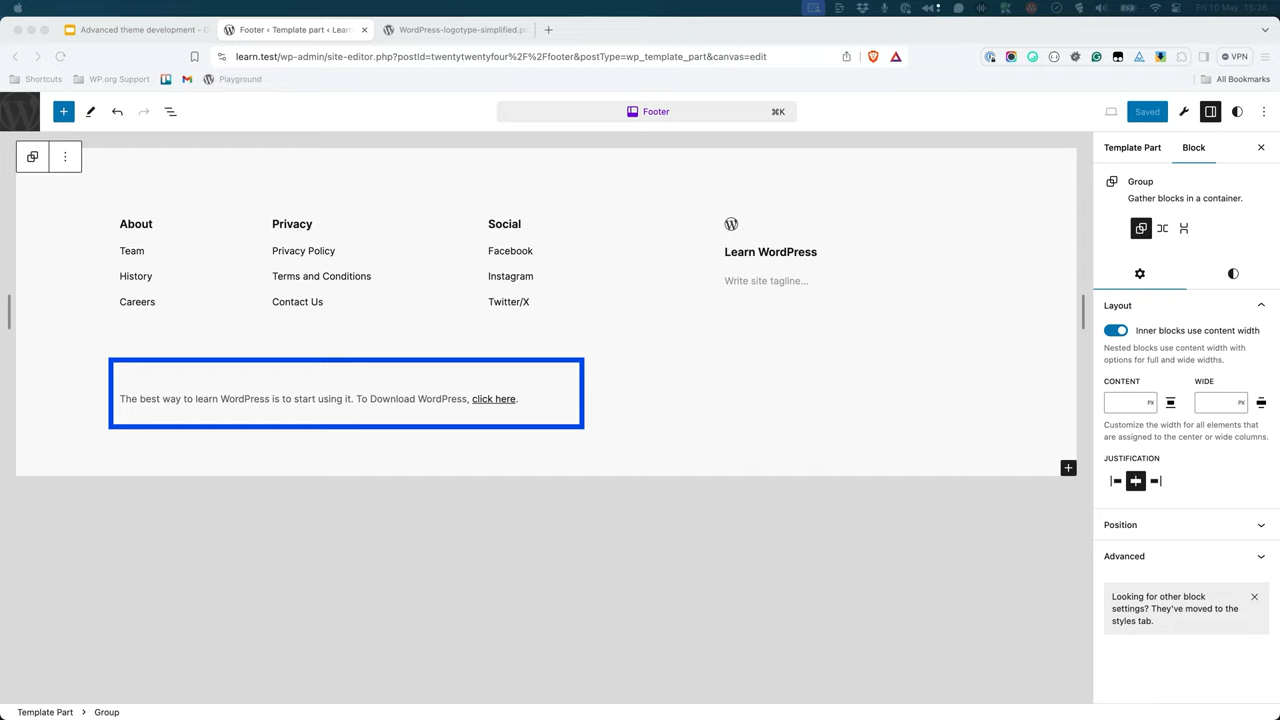 Fri 10 May 15:26
Advanced theme development - G
Footer ‹ Template part ‹ Lear
WordPress-logotype-simplified.p
learn.test/wp-admin/site-editor.php?postId=twentytwentyfour%2F%2Ffooter&postType=wp_template_part&canvas=edit
VPN
Shortcuts
WP.org Support
Playground
All Bookmarks
Footer
⌘K
Saved
Template Part
Block
Group
Gather blocks in a container.
About
Privacy
Social
Team
Privacy Policy
Facebook
Learn WordPress
History
Terms and Conditions
Instagram
Write site tagline...
Careers
Contact Us
Twitter/X
The best way to learn WordPress is to start using it. To Download WordPress, click here.
Layout
Inner blocks use content width
Nested blocks use content width with
options for full and wide widths.
CONTENT
WIDE
PX
PX
Customize the width for all elements that
are assigned to the center or wide columns.
JUSTIFICATION
Position
Advanced
Looking for other block
settings? They've moved to the
styles tab.
Template Part
Group